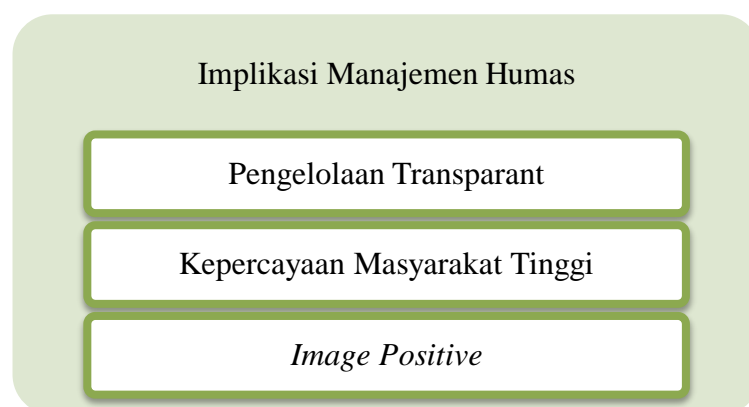 Implikasi Manajemen Humas
Pengelolaan Transparant
Kepercayaan Masyarakat Tinggi
Image Positive